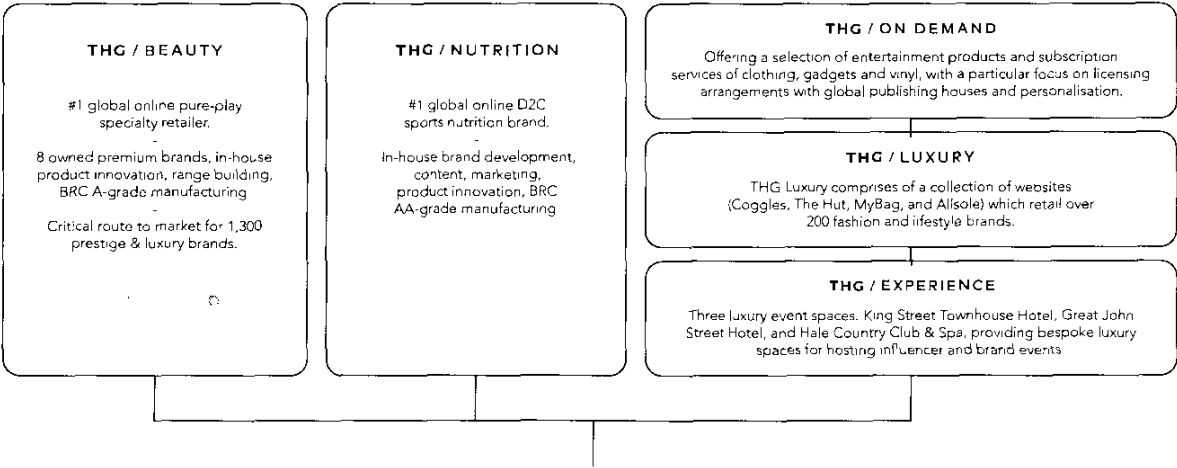 THG / BEAUTY
#1 global online pure-play
specialty retailer.
-
8 owned premium brands, in-house
product innovation, range building,
BRC A-grade manufacturing
-
Critical route to market for 1,300
prestige & luxury brands.
THG / NUTRITION
#1 global online D2C
sports nutrition brand.
-
In-house brand development,
content, marketing,
product innovation, BRC
AA-grade manufacturing
THG / ON DEMAND
Offering a selection of entertainment products and subscription
services of clothing, gadgets and vinyl, with a particular focus on licensing
arrangements with global publishing houses and personalisation.
THG / LUXURY
THG Luxury comprises of a collection of websites
(Coggles, The Hut, MyBag, and Allsole) which retail over
200 fashion and lifestyle brands.
THG / EXPERIENCE
Three luxury event spaces. King Street Townhouse Hotel, Great John
Street Hotel, and Hale Country Club & Spa, providing bespoke luxury
spaces for hosting influencer and brand events